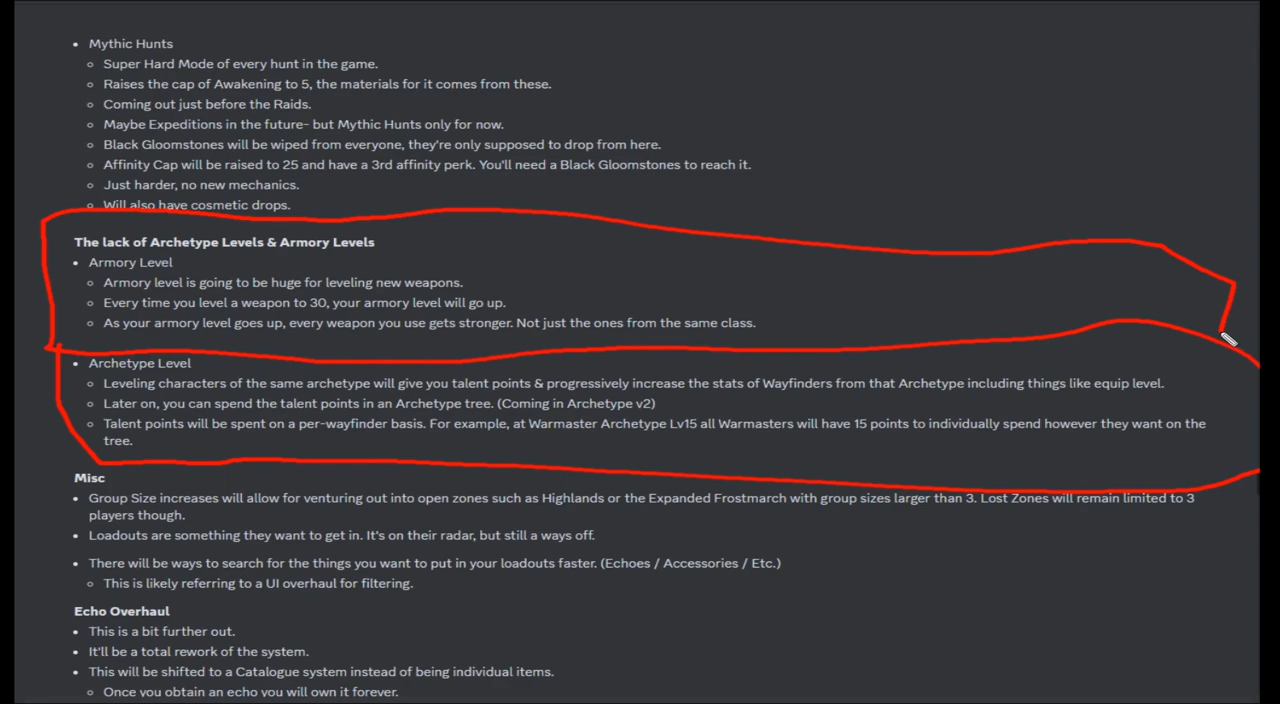 Mythic Hunts
Super Hard Mode of every hunt in the game.
Raises the cap of Awakening to 5, the materials for it comes from these.
Coming out just before the Raids.
Maybe Expeditions in the future- but Mythic Hunts only for now.
Black Gloomstones will be wiped from everyone, they're only supposed to drop from here.
Affinity Cap will be raised to 25 and have a 3rd affinity perk. You'll need a Black Gloomstones to reach it.
Just harder, no new mechanics.
Will also have cosmetic drops.
The lack of Archetype Levels & Armory Levels
Armory Level
Armory level is going to be huge for leveling new weapons.
Every time you level a weapon to 30, your armory level will go up.
As your armory level goes up, every weapon you use gets stronger. Not just the ones from the same class.
Archetype Level
Leveling characters of the same archetype will give you talent points & progressively increase the stats of Wayfinders from that Archetype including things like equip level.
Later on, you can spend the talent points in an Archetype tree. (Coming in Archetype v2)
Talent points will be spent on a per-wayfinder basis. For example, at Warmaster Archetype Lv15 all Warmasters will have 15 points to individually spend however they want on the
tree.
Misc
Group Size increases will allow for venturing out into open zones such as Highlands or the Expanded Frostmarch with group sizes larger than 3. Lost Zones will remain limited to 3
players though.
Loadouts are something they want to get in. It's on their radar, but still a ways off.
There will be ways to search for the things you want to put in your loadouts faster. (Echoes / Accessories / Etc.)
This is likely referring to a UI overhaul for filtering.
Echo Overhaul
This is a bit further out.
It'll be a total rework of the system.
This will be shifted to a Catalogue system instead of being individual items.
Once you obtain an echo you will own it forever.